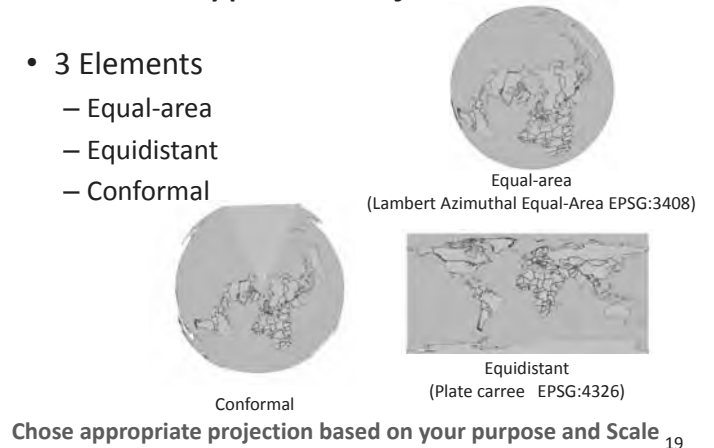 • 3 Elements
– Equal-area
– Equidistant
– Conformal
Equal-area
(Lambert Azimuthal Equal-Area EPSG:3408)
Equidistant
(Plate carree EPSG:4326)
Conformal
Chose appropriate projection based on your purpose and Scale
19